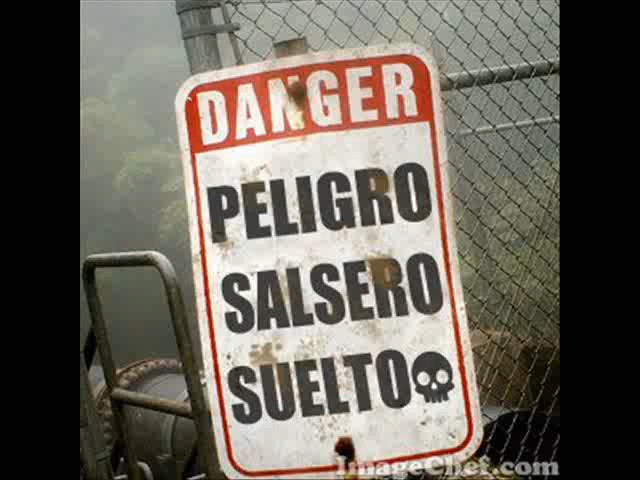 DANGER
PELIGRO
SALSERO
SUELTO
ImageChef.com